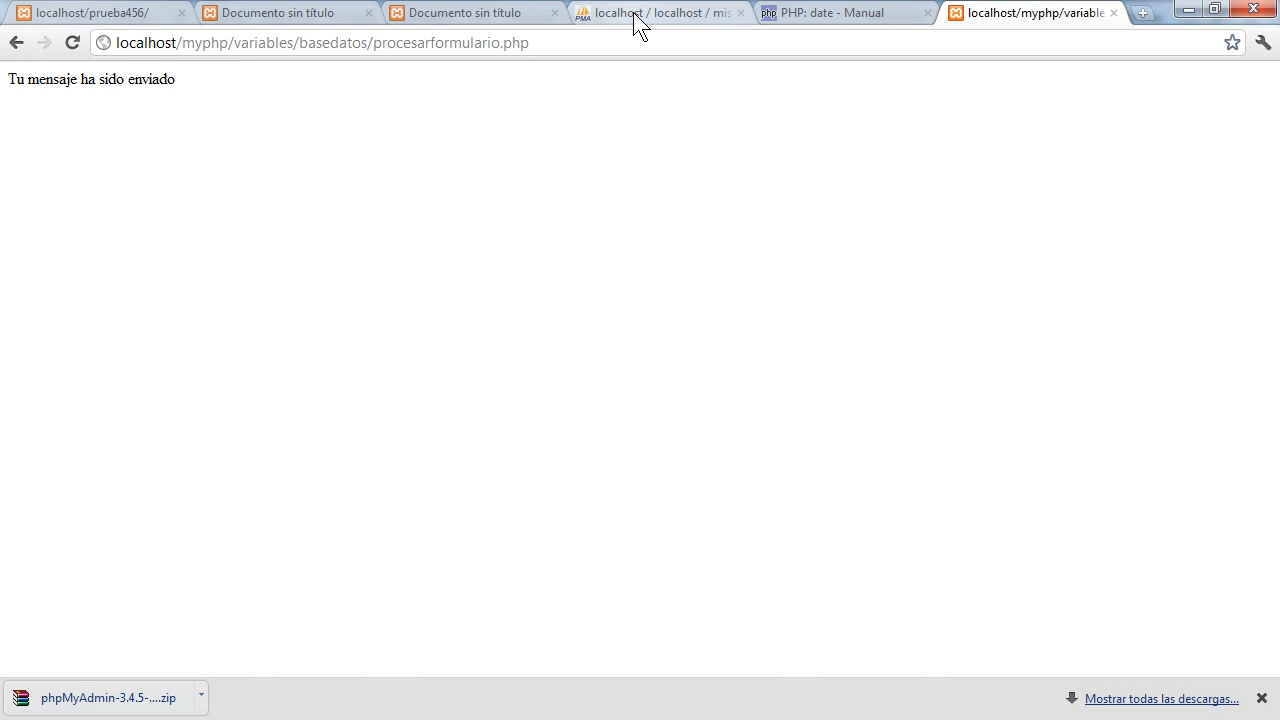 localhost/prueba456/
Documento sin título
Documento sin título
localhost / localhost / mis
PHP: date - Manual
localhost/myphp/variable
localhost/myphp/variables/basedatos/procesarformulario.php
Tu mensaje ha sido enviado
phpMyAdmin-3.4.5-....zip
Mostrar todas las descargas...